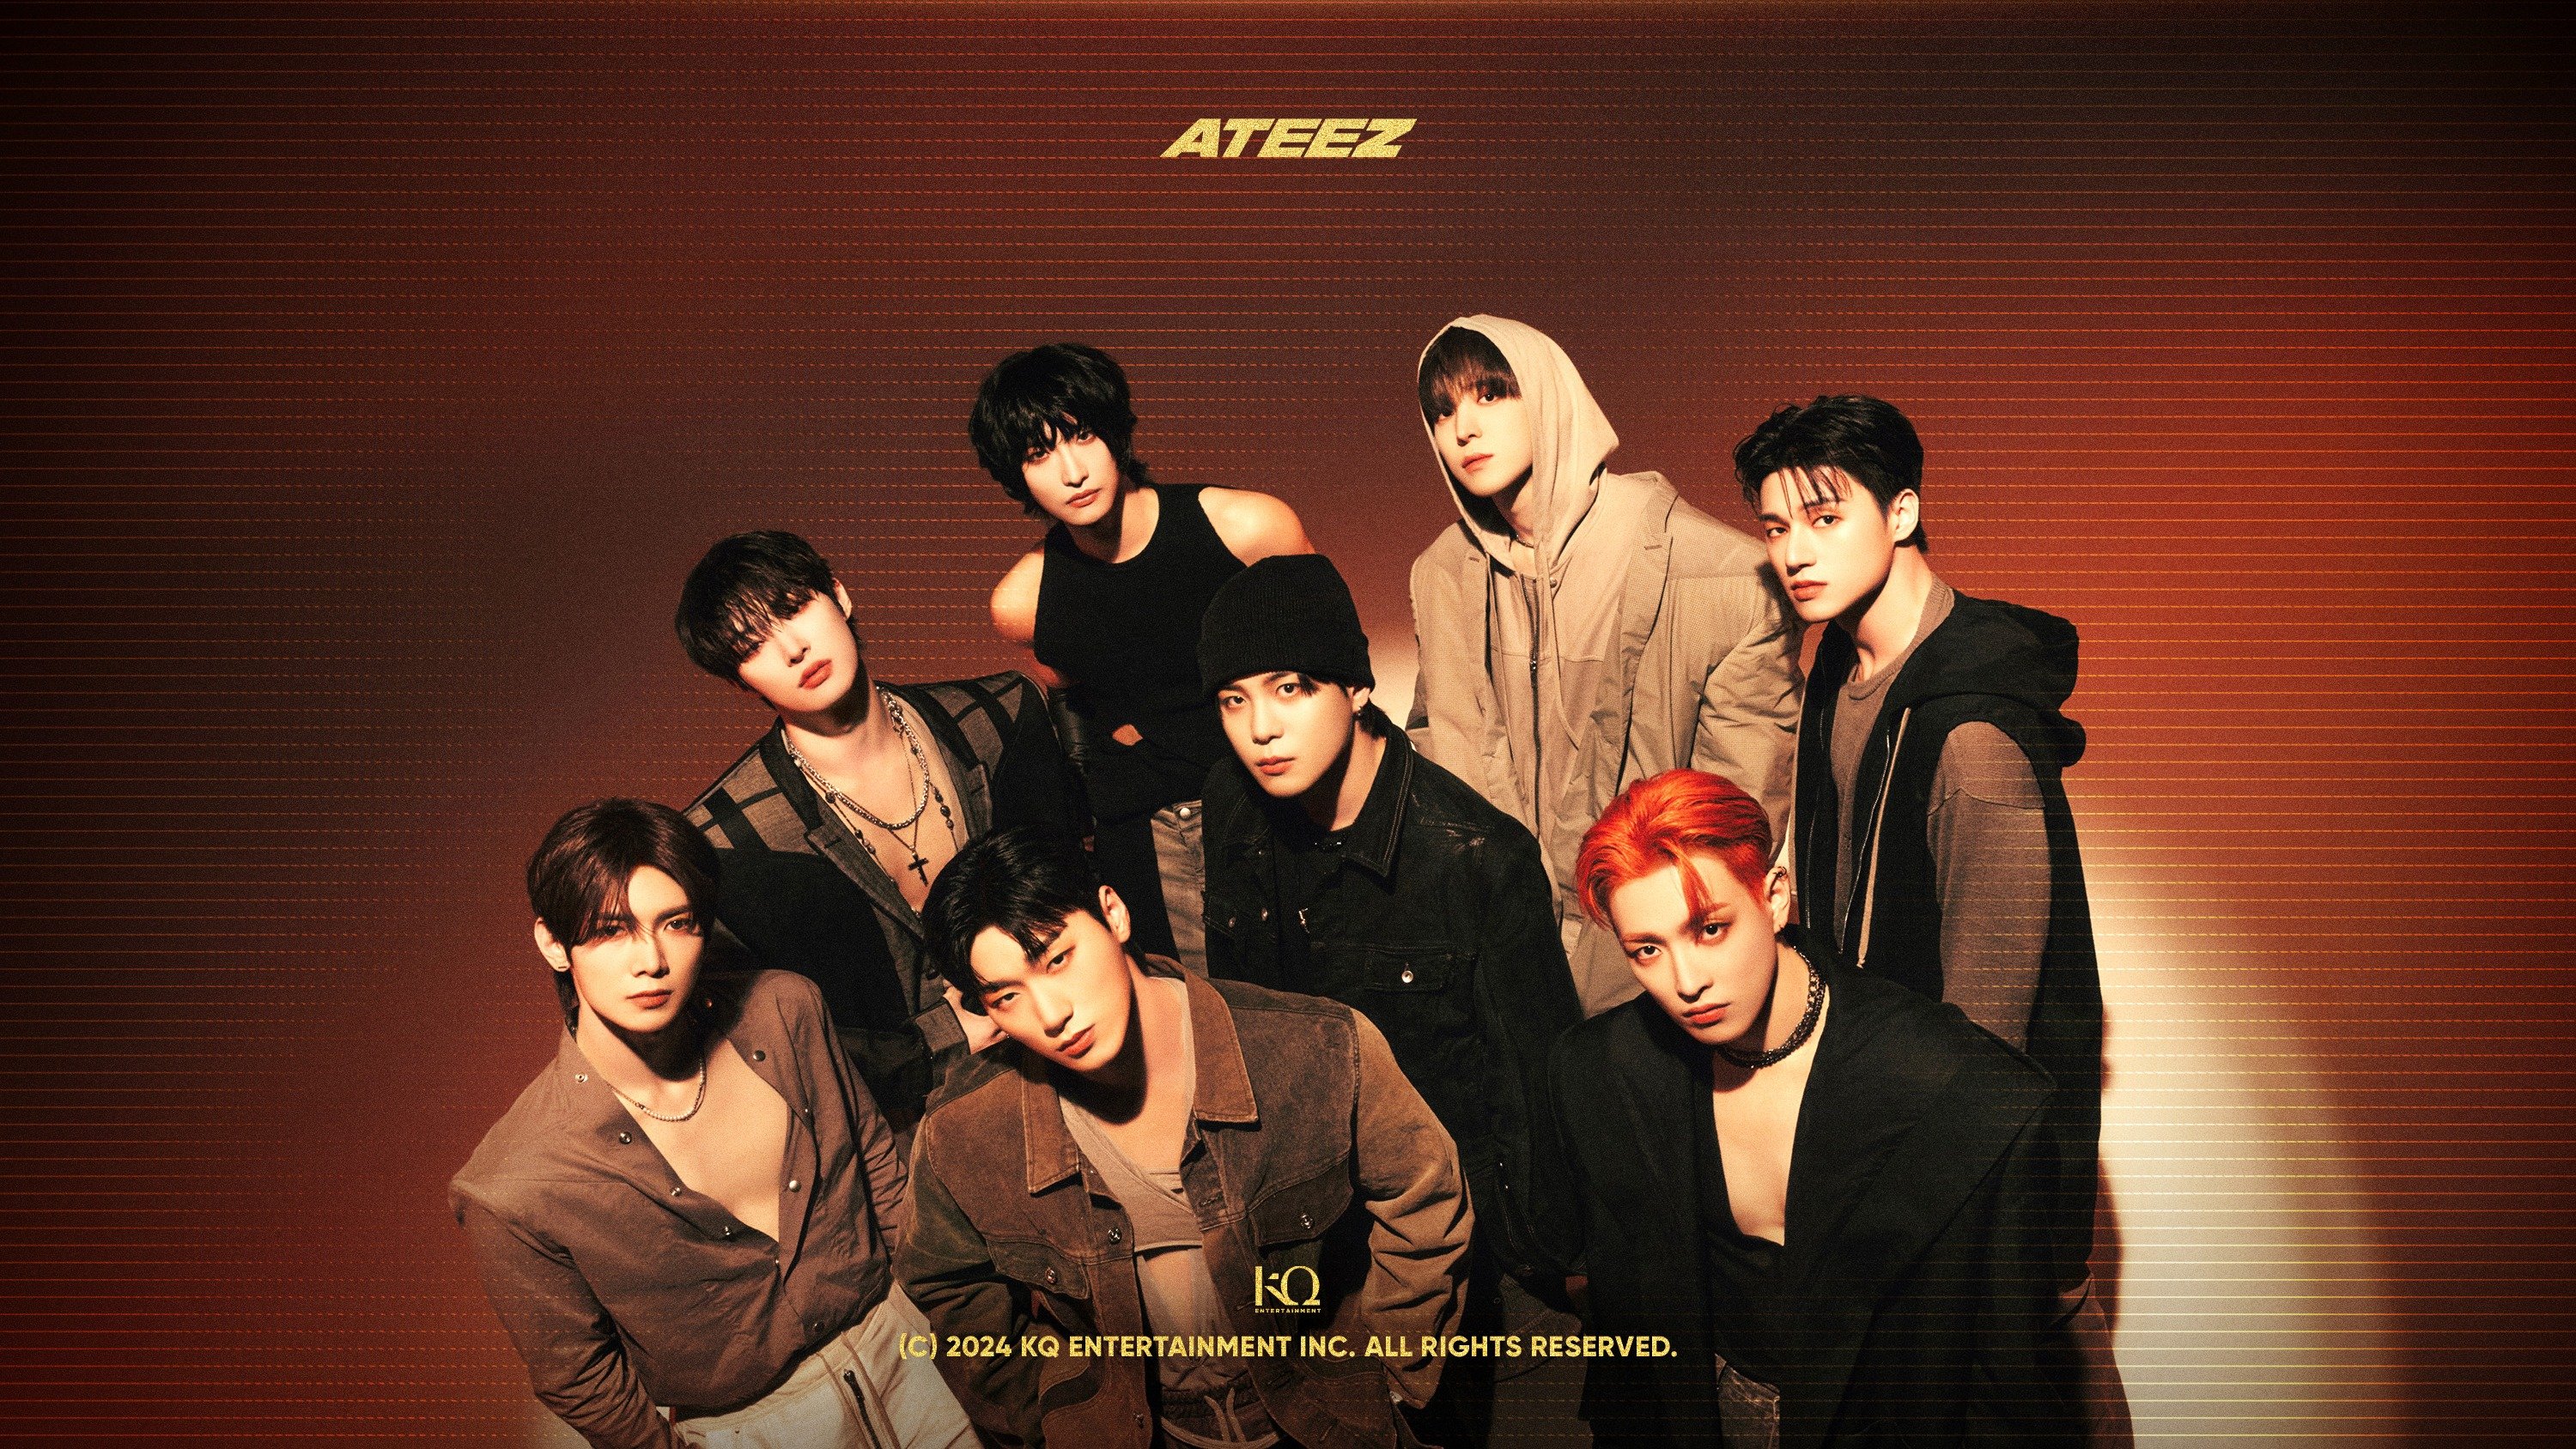 ATEEZ
KQ
ENTERTAINMENT
(C) 2024 KQ ENTERTAINMENT INC. ALL RIGHTS RESERVED.